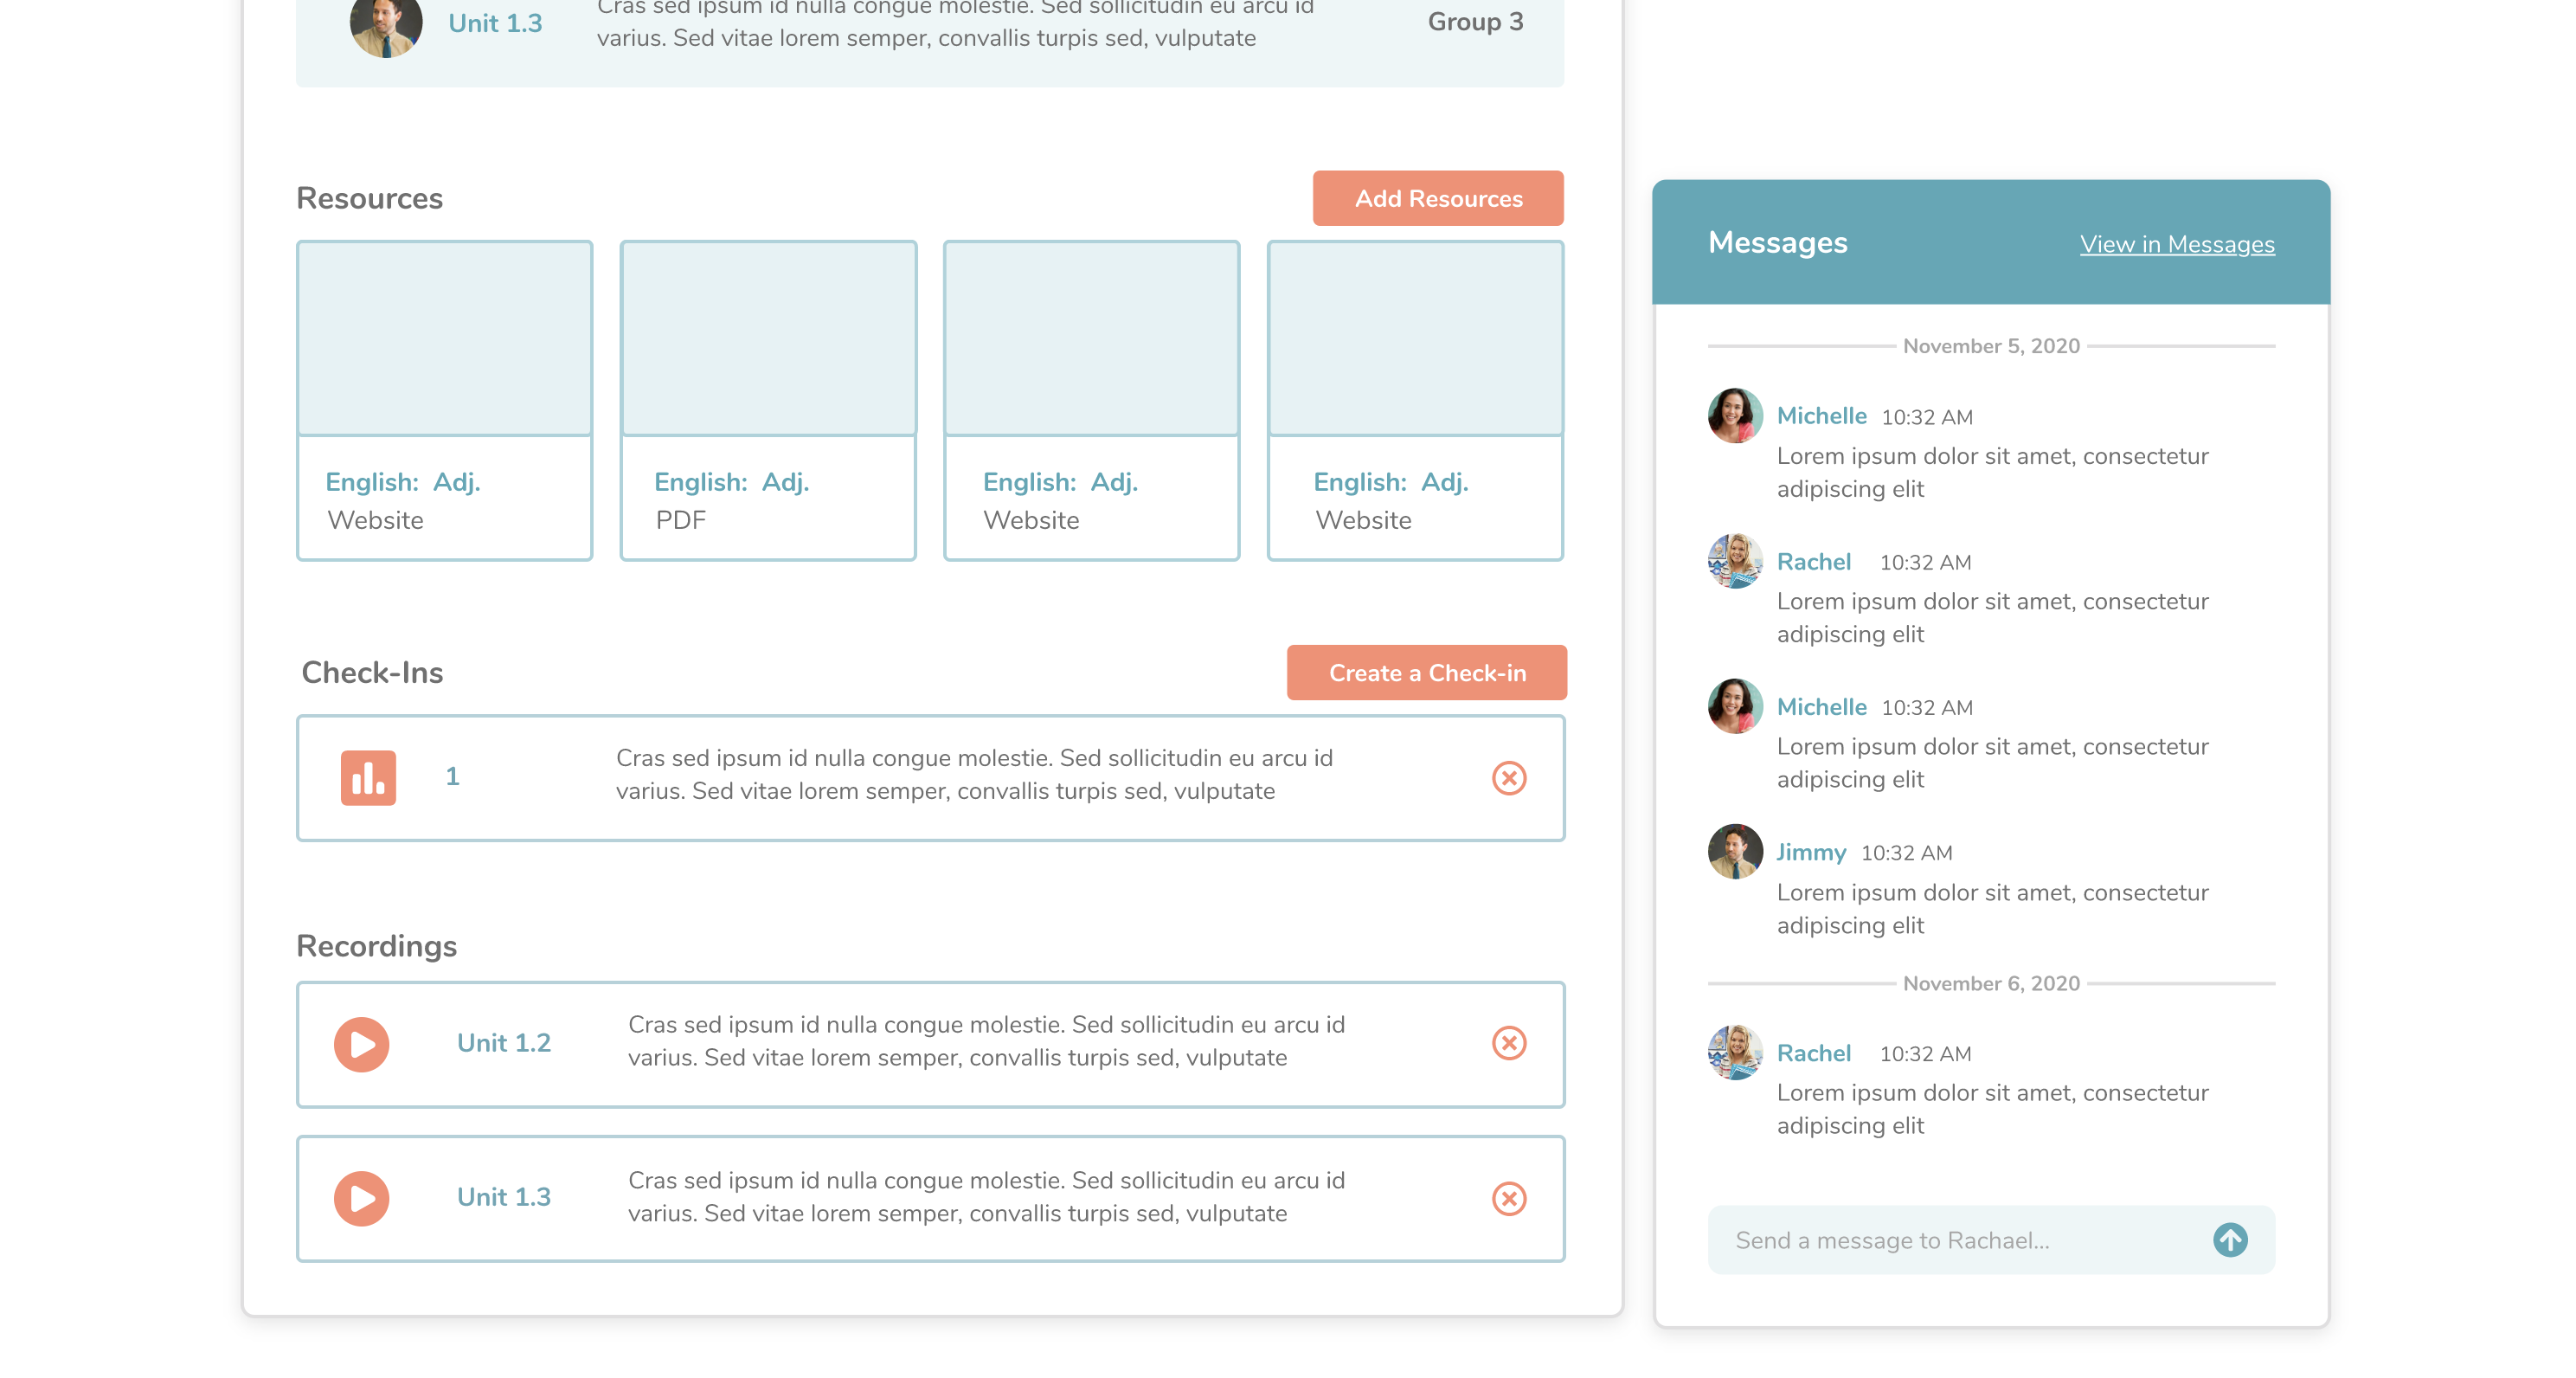 Cras sed ipsum id nulla congue molestie. Sed sollicitudin eu arcu id
Unit 1.3
varius. Sed vitae lorem semper, convallis turpis sed, vulputate
Group 3
Resources
Add Resources
English: Adj.
Website
English: Adj.
PDF
English: Adj.
Website
English: Adj.
Website
Check-Ins
Create a Check-in
1
Cras sed ipsum id nulla congue molestie. Sed sollicitudin eu arcu id
varius. Sed vitae lorem semper, convallis turpis sed, vulputate
Recordings
Unit 1.2
Cras sed ipsum id nulla congue molestie. Sed sollicitudin eu arcu id
varius. Sed vitae lorem semper, convallis turpis sed, vulputate
Unit 1.3
Cras sed ipsum id nulla congue molestie. Sed sollicitudin eu arcu id
varius. Sed vitae lorem semper, convallis turpis sed, vulputate
Messages
View in Messages
November 5, 2020
Michelle 10:32 AM
Lorem ipsum dolor sit amet, consectetur
adipiscing elit
Rachel 10:32 AM
Lorem ipsum dolor sit amet, consectetur
adipiscing elit
Michelle 10:32 AM
Lorem ipsum dolor sit amet, consectetur
adipiscing elit
Jimmy 10:32 AM
Lorem ipsum dolor sit amet, consectetur
adipiscing elit
November 6, 2020
Rachel 10:32 AM
Lorem ipsum dolor sit amet, consectetur
adipiscing elit
Send a message to Rachael...